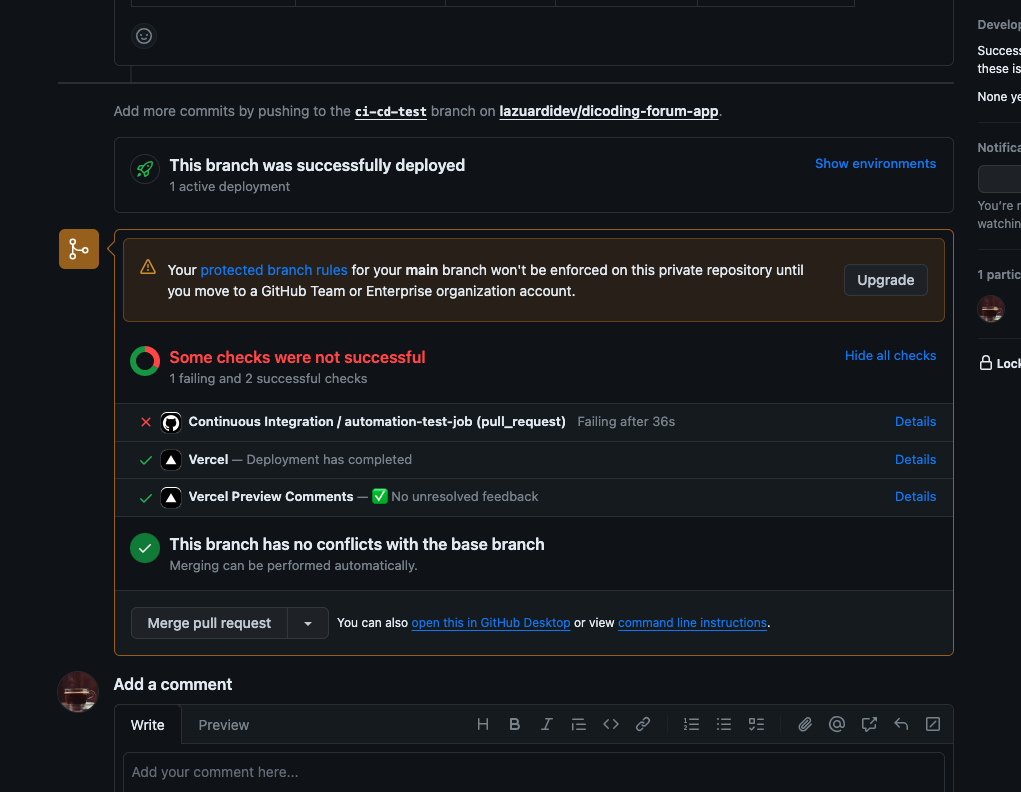 Develop
Success
these is
None ye
Add more commits by pushing to the ci-cd-test branch on lazuardidev/dicoding-forum-app.
This branch was successfully deployed
1 active deployment
Show environments
Notifica
You're n
watchin
Your protected branch rules for your main branch won't be enforced on this private repository until
you move to a GitHub Team or Enterprise organization account.
Upgrade
1 partic
Some checks were not successful
1 failing and 2 successful checks
Hide all checks
Lock
Continuous Integration / automation-test-job (pull_request) Failing after 36s
Details
Vercel — Deployment has completed
Details
Vercel Preview Comments — ✅ No unresolved feedback
Details
This branch has no conflicts with the base branch
Merging can be performed automatically.
Merge pull request
You can also open this in GitHub Desktop or view command line instructions.
Add a comment
Write
Preview
Add your comment here...